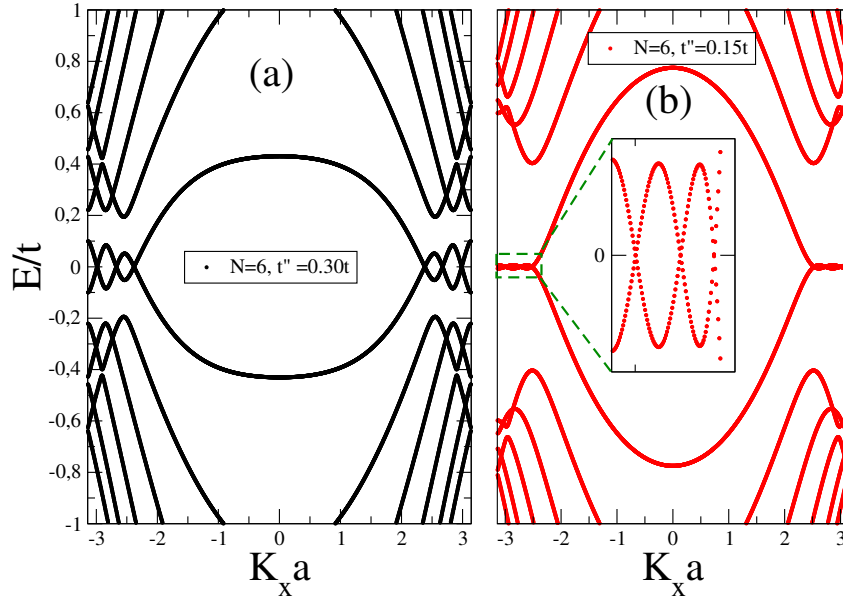 E/t
1
0,8
0,6
0,4
0,2
0
-0,2
-0,4
-0,6
-0,8
-1
(a)
N=6, t" =0.30t
-3 -2 -1 0 1 2 3
K_x a
N=6, t"=0.15t
(b)
0
-3 -2 -1 0 1 2 3
K_x a